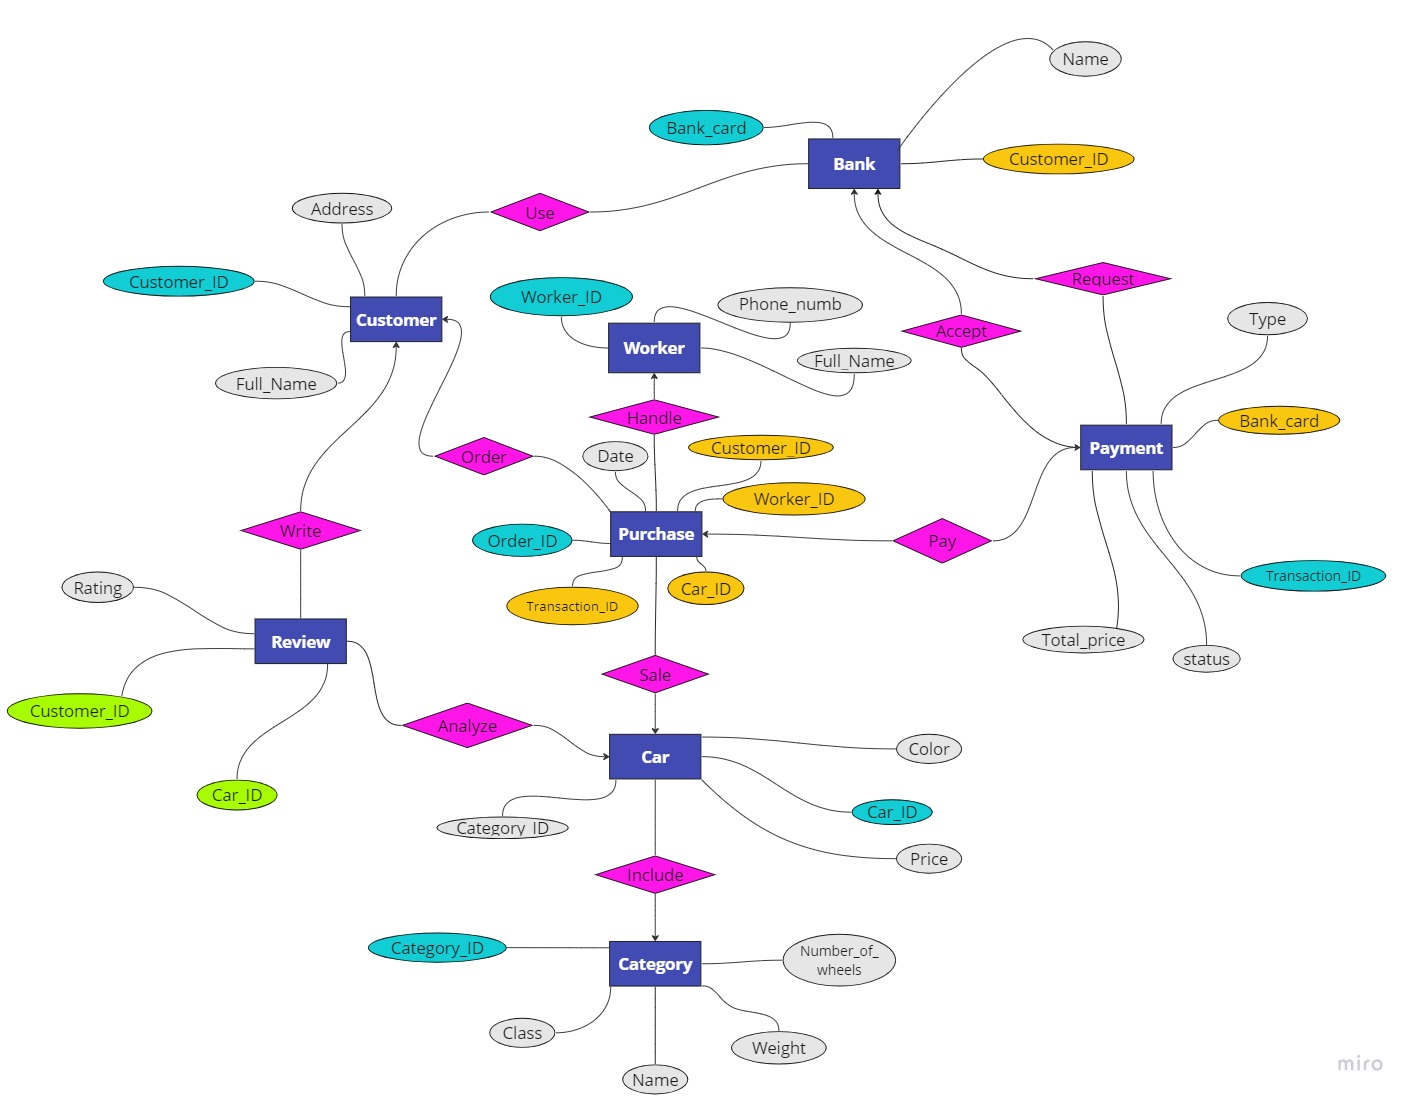 Name
Bank_card
Bank
Customer_ID
Address
Use
Customer_ID
Request
Worker_ID
Phone_numb
Customer
Type
Accept
Worker
Full_Name
Full_Name
Handle
Bank_card
Date
Customer_ID
Order
Payment
Worker_ID
Write
Purchase
Order_ID
Pay
Rating
Car_ID
Transaction_ID
Transaction_ID
Review
Total_price
status
Sale
Customer_ID
Analyze
Color
Car
Car_ID
Car_ID
Category_ID
Price
Include
Category_ID
Category
Number_of_
wheels
Class
Weight
Name
miro